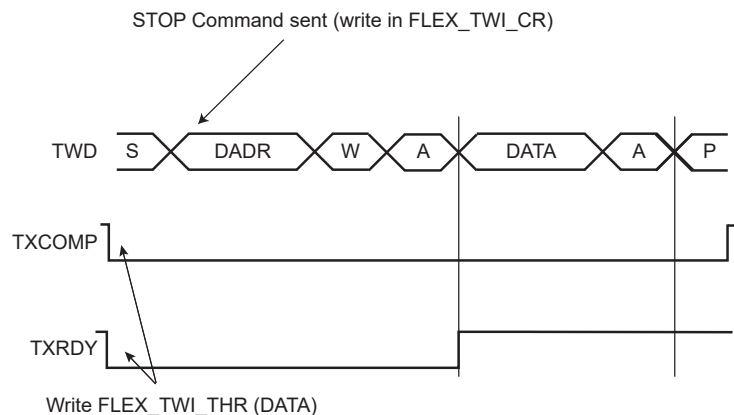 STOP Command sent (write in FLEX_TWI_CR)
TWD S DADR W A DATA A P
TXCOMP
TXRDY
Write FLEX_TWI_THR (DATA)